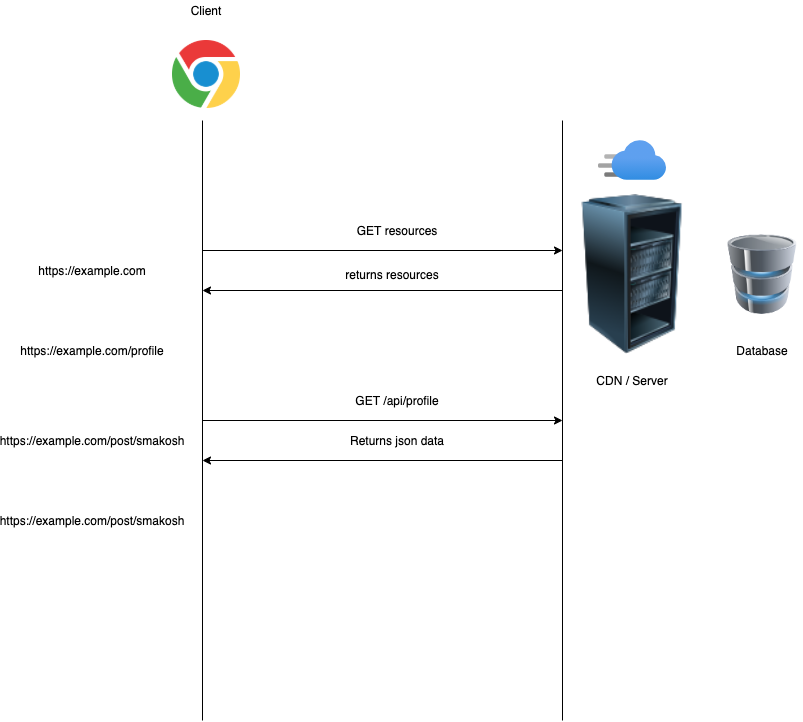 Client
GET resources
https://example.com
returns resources
https://example.com/profile
Database
CDN / Server
GET /api/profile
https://example.com/post/smakosh
Returns json data
https://example.com/post/smakosh